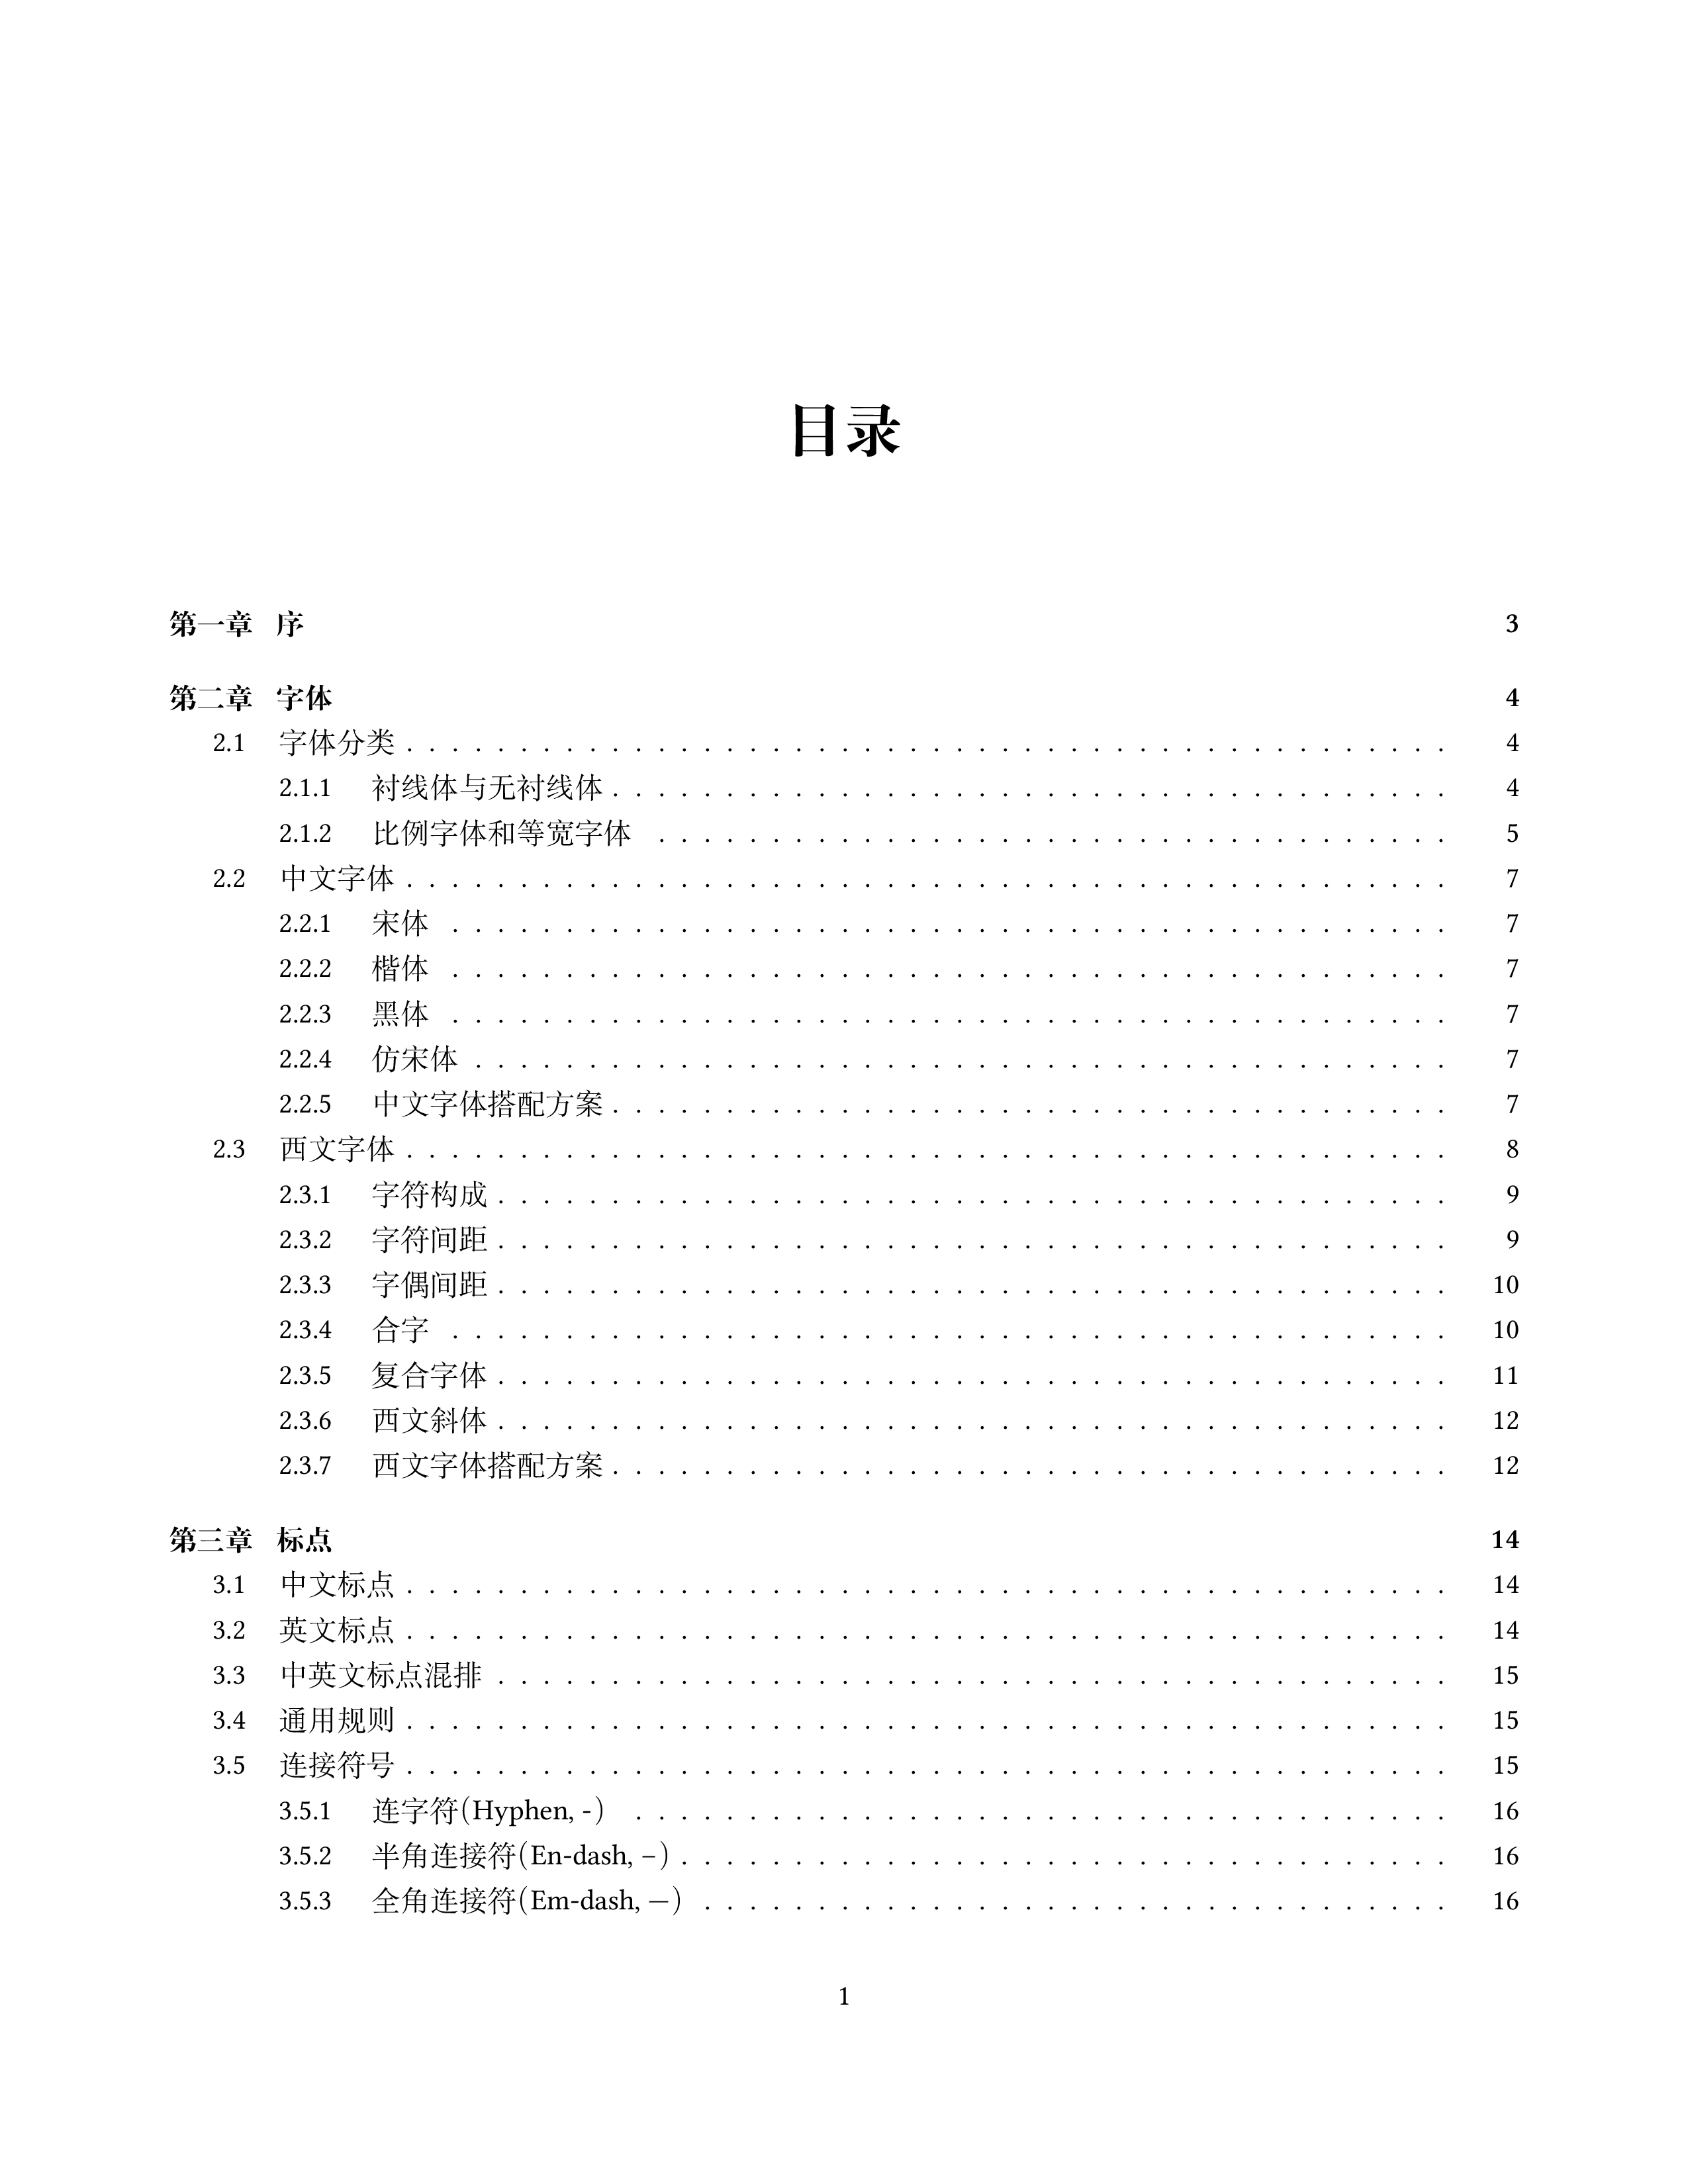 目录
第一章 序 3
第二章 字体 4
2.1 字体分类 . . . . . . . . . . . . . . . . . . . . 4
2.1.1 衬线体与无衬线体 . . . . . . . . . . . . . . . . . . . . 4
2.1.2 比例字体和等宽字体 . . . . . . . . . . . . . . . . . . . . 5
2.2 中文字体 . . . . . . . . . . . . . . . . . . . . 7
2.2.1 宋体 . . . . . . . . . . . . . . . . . . . . 7
2.2.2 楷体 . . . . . . . . . . . . . . . . . . . . 7
2.2.3 黑体 . . . . . . . . . . . . . . . . . . . . 7
2.2.4 仿宋体 . . . . . . . . . . . . . . . . . . . . 7
2.2.5 中文字体搭配方案 . . . . . . . . . . . . . . . . . . . . 7
2.3 西文字体 . . . . . . . . . . . . . . . . . . . . 8
2.3.1 字符构成 . . . . . . . . . . . . . . . . . . . . 9
2.3.2 字符间距 . . . . . . . . . . . . . . . . . . . . 9
2.3.3 字偶间距 . . . . . . . . . . . . . . . . . . . . 10
2.3.4 合字 . . . . . . . . . . . . . . . . . . . . 10
2.3.5 复合字体 . . . . . . . . . . . . . . . . . . . . 11
2.3.6 西文斜体 . . . . . . . . . . . . . . . . . . . . 12
2.3.7 西文字体搭配方案 . . . . . . . . . . . . . . . . . . . . 12
第三章 标点 14
3.1 中文标点 . . . . . . . . . . . . . . . . . . . . 14
3.2 英文标点 . . . . . . . . . . . . . . . . . . . . 14
3.3 中英文标点混排 . . . . . . . . . . . . . . . . . . . . 15
3.4 通用规则 . . . . . . . . . . . . . . . . . . . . 15
3.5 连接符号 . . . . . . . . . . . . . . . . . . . . 15
3.5.1 连字符（Hyphen, -） . . . . . . . . . . . . . . . . . . . . 16
3.5.2 半角连接符（En-dash, –） . . . . . . . . . . . . . . . . . . . . 16
3.5.3 全角连接符（Em-dash, —） . . . . . . . . . . . . . . . . . . . . 16
1